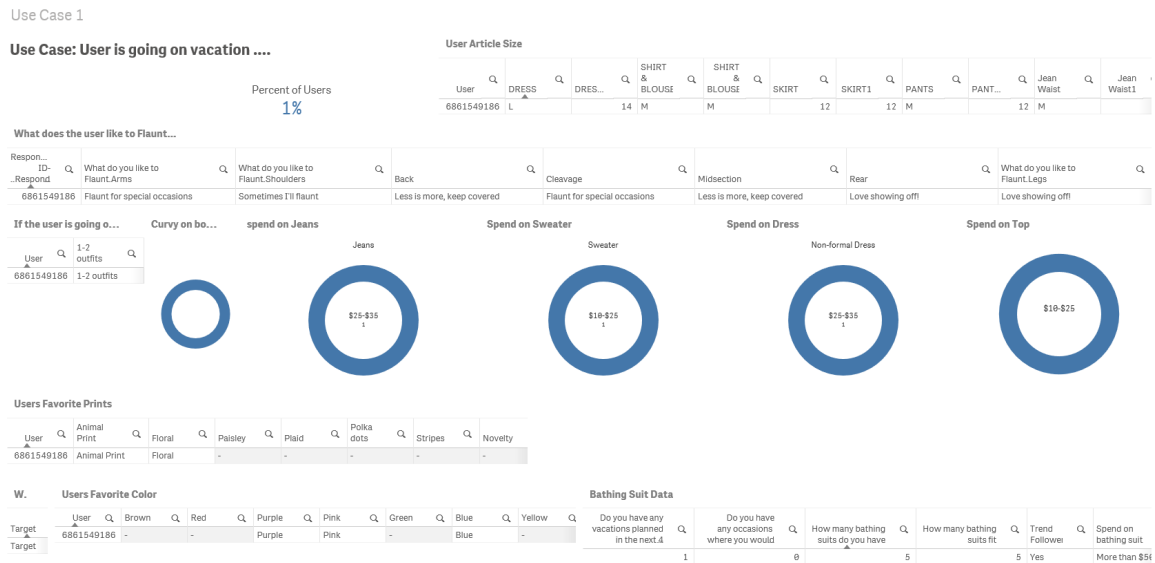 Use Case 1
Use Case: User is going on vacation ....
Percent of Users
1%
User Article Size
User DRESS DRES... SHIRT & BLOUSE SHIRT & BLOUSE SKIRT SKIRT1 PANTS PANT... Jean Waist Jean Waist1
6861549186 L 14 M M 12 12 M 12 M
What does the user like to Flaunt...
Respon... ID- ..Respond What do you like to Flaunt.Arms What do you like to Flaunt.Shoulders Back Cleavage Midsection Rear What do you like to Flaunt.Legs
6861549186 Flaunt for special occasions Sometimes I'll flaunt Less is more, keep covered Flaunt for special occasions Less is more, keep covered Love showing off! Love showing off!
If the user is going o...
User 1-2 outfits
6861549186 1-2 outfits
Curvy on bo...
spend on Jeans
Jeans
$25-$35
1
Spend on Sweater
Sweater
$10-$25
1
Spend on Dress
Non-formal Dress
$25-$35
1
Spend on Top
$10-$25
Users Favorite Prints
User Animal Print Floral Paisley Plaid Polka dots Stripes Novelty
6861549186 Animal Print Floral - - - - -
W.
Target
Target
Users Favorite Color
User Brown Red Purple Pink Green Blue Yellow
6861549186 - - Purple Pink - Blue -
Bathing Suit Data
Do you have any vacations planned in the next.4 Do you have any occasions where you would How many bathing suits do you have How many bathing suits fit Trend Follower Spend on bathing suit
1 0 5 5 Yes More than $50